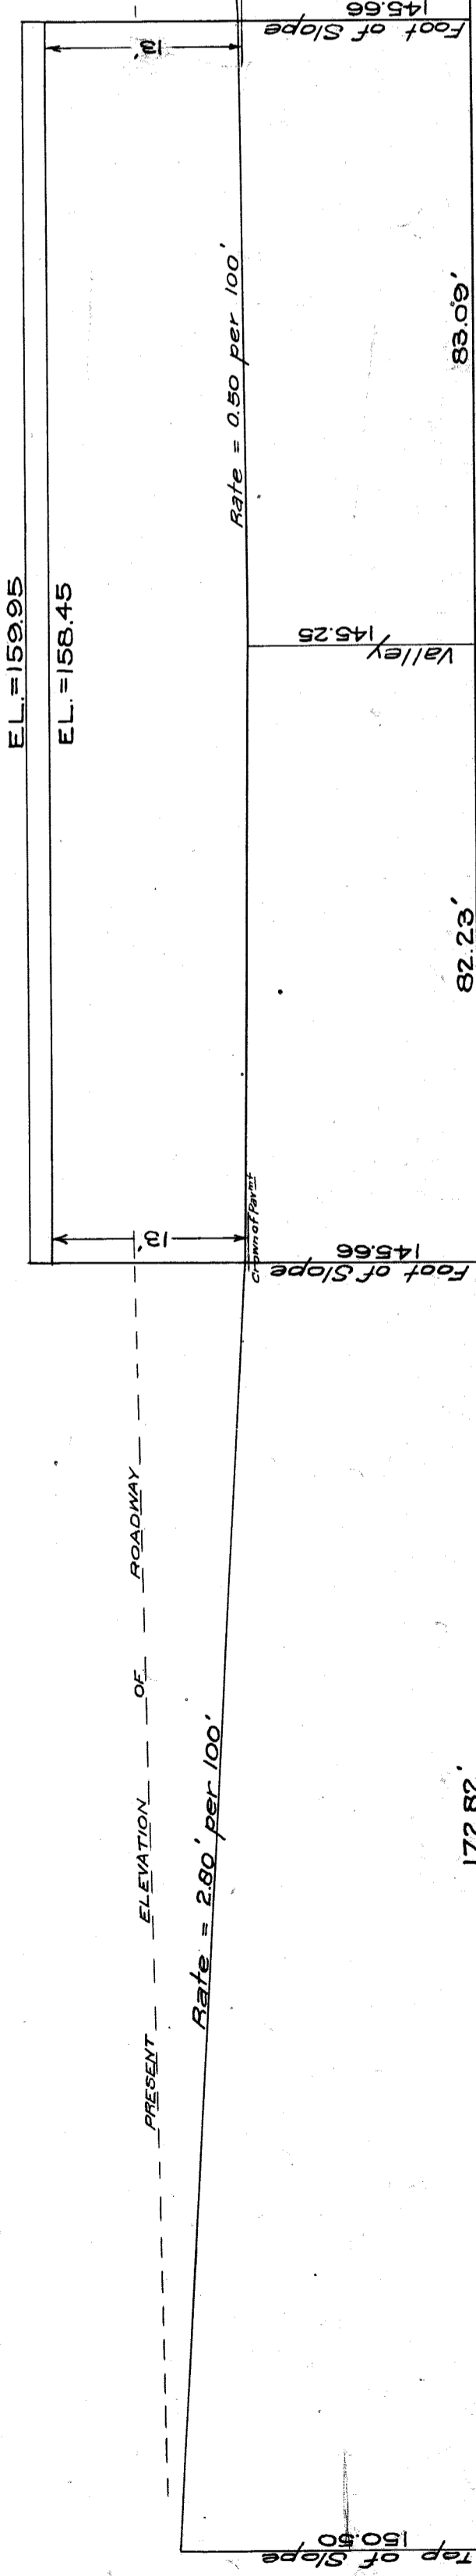 EL.=159.95
EL.=158.45
12'
12'
PRESENT ELEVATION OF ROADWAY
Rate = 2.80' per 100'
Crown of Pavmt
Rate = 0.50 per 100'
Top of Slope
150.50
172.82'
Foot of Slope
145.66
82.23'
Valley
145.25
83.09'
Foot of Slope
145.66